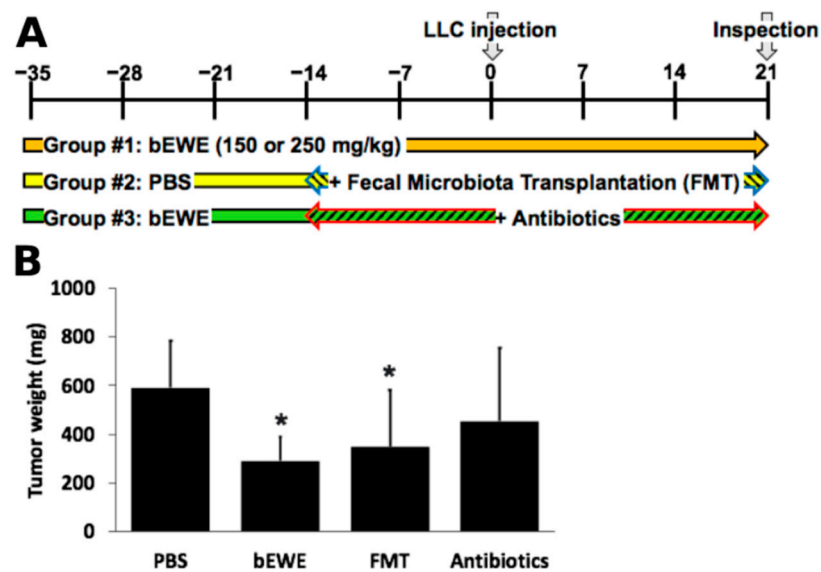 A
LLC injection Inspection
−35 −28 −21 −14 −7 0 7 14 21
Group #1: bEWE (150 or 250 mg/kg)
Group #2: PBS + Fecal Microbiota Transplantation (FMT)
Group #3: bEWE + Antibiotics
B
Tumor weight (mg)
1000
800
600
400
200
0
* *
PBS bEWE FMT Antibiotics